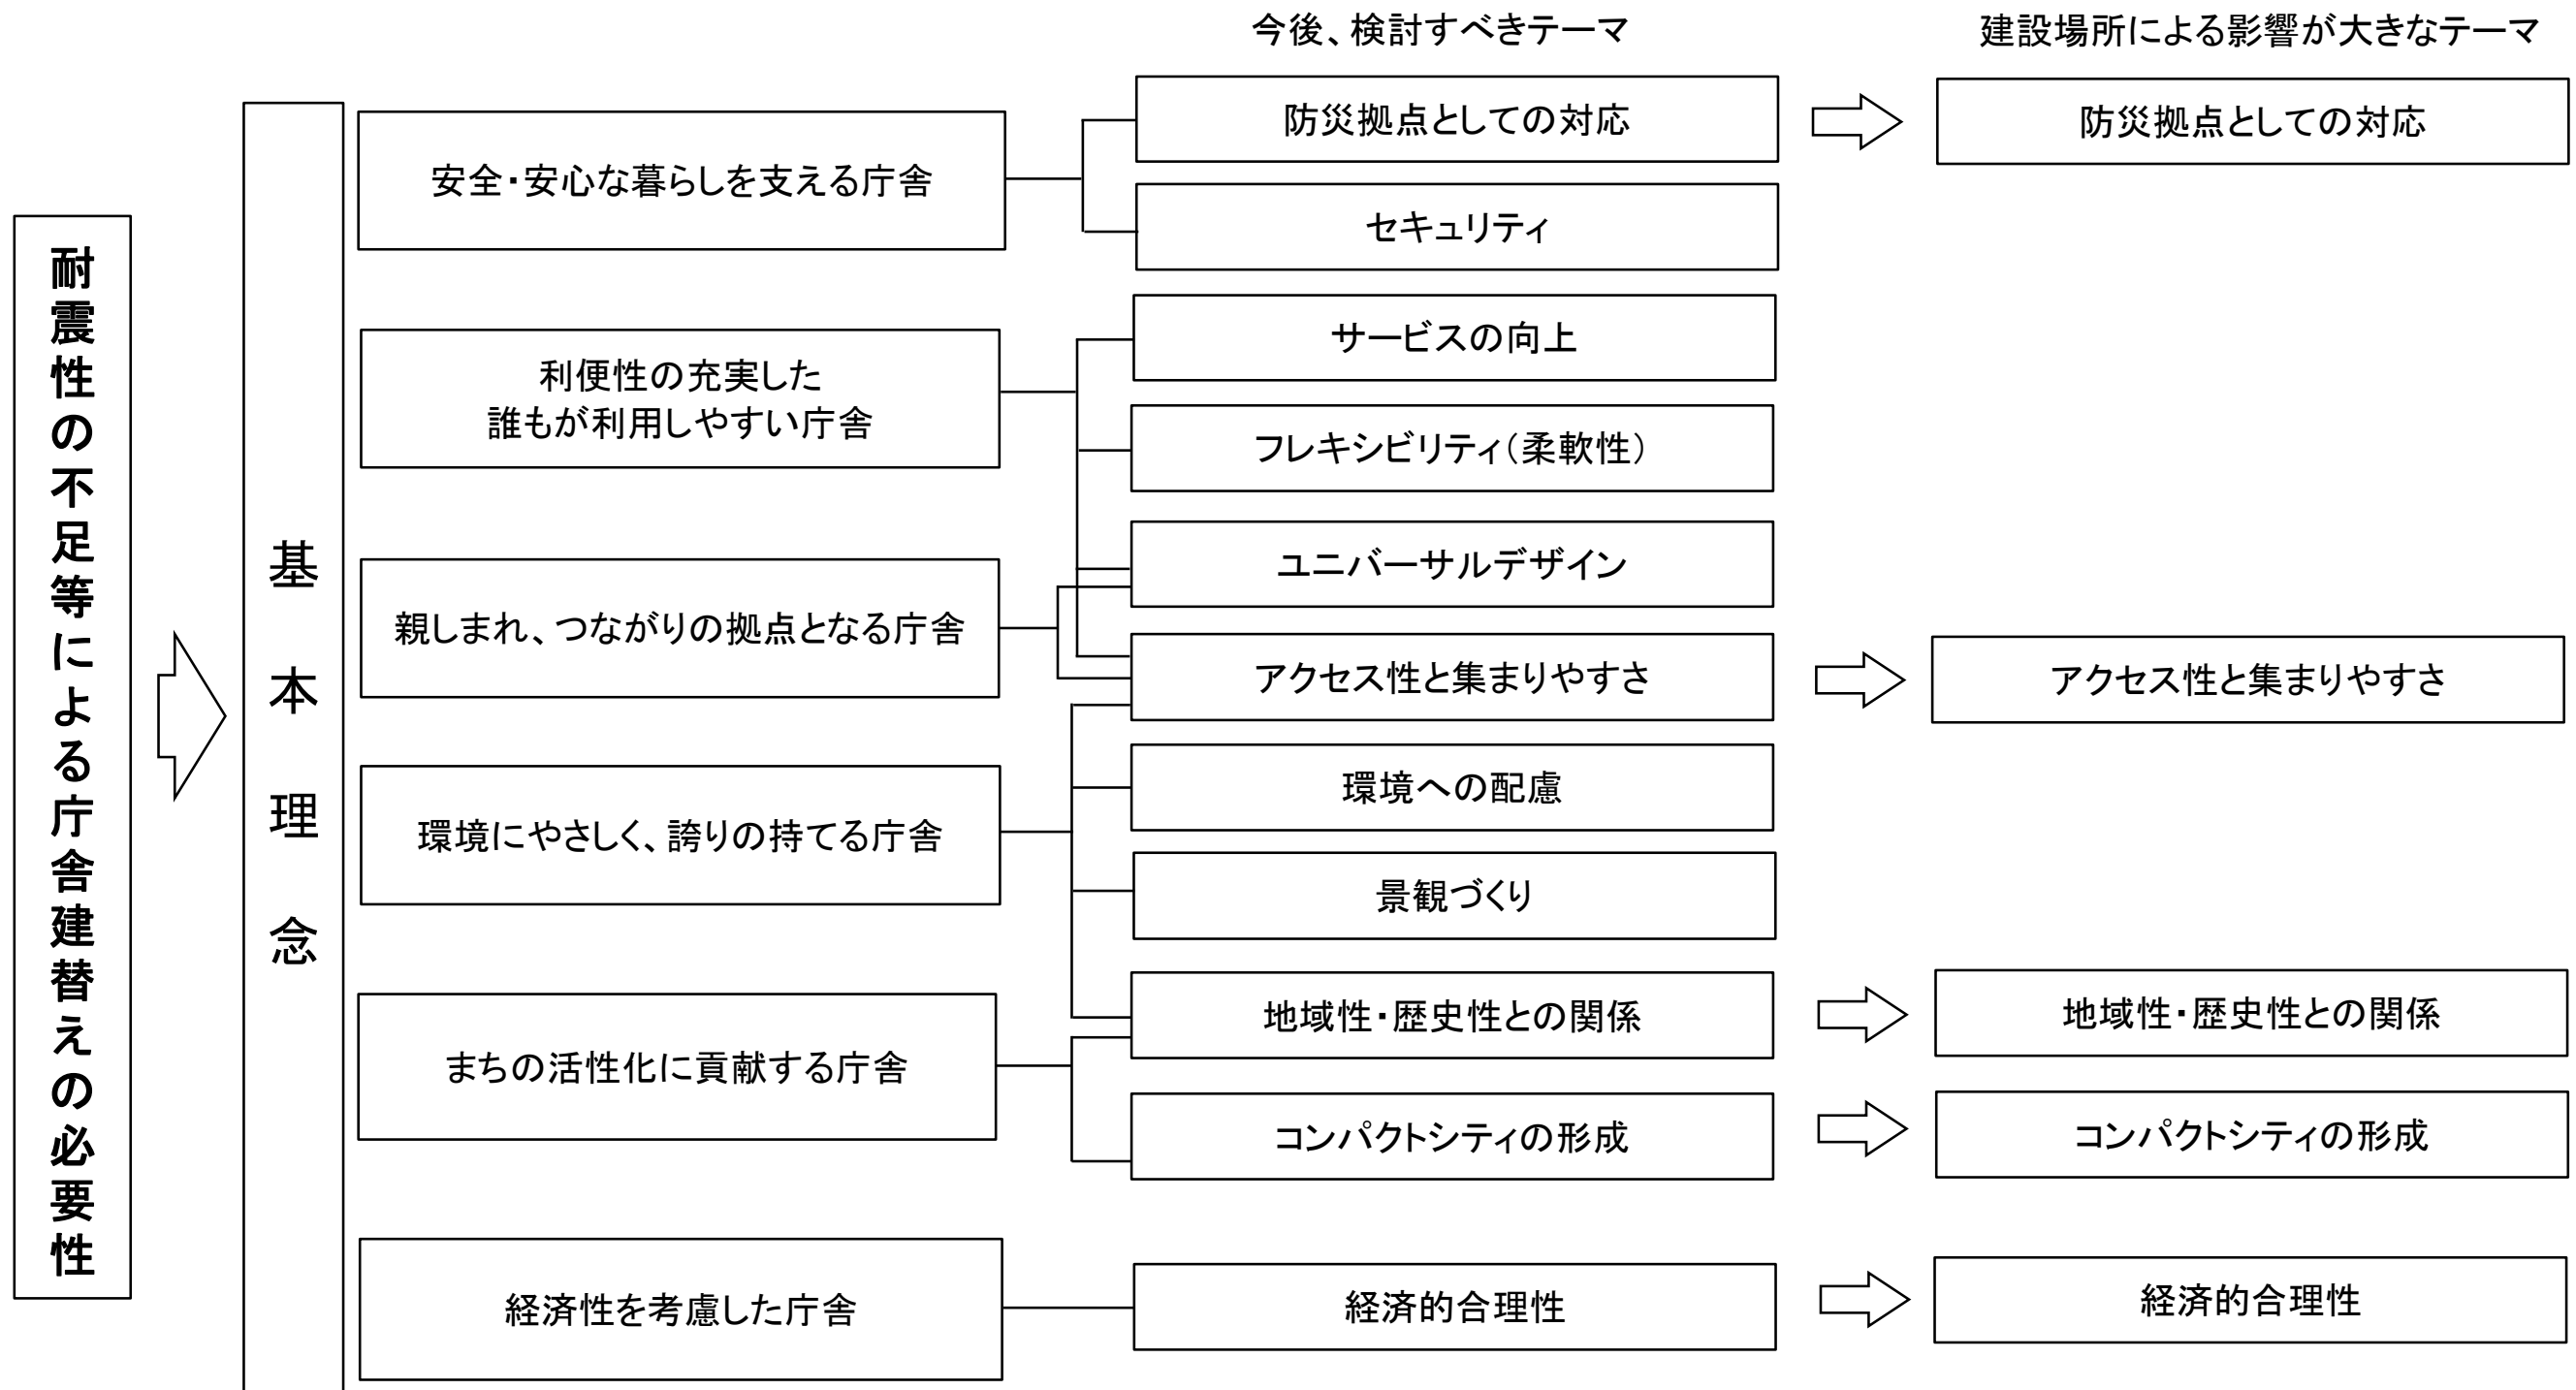 今後、検討すべきテーマ
建設場所による影響が大きなテーマ
耐震性の不足等による庁舎建替えの必要性
基本理念
安全・安心な暮らしを支える庁舎
防災拠点としての対応
防災拠点としての対応
セキュリティ
利便性の充実した
誰もが利用しやすい庁舎
サービスの向上
フレキシビリティ(柔軟性)
ユニバーサルデザイン
親しまれ、つながりの拠点となる庁舎
アクセス性と集まりやすさ
アクセス性と集まりやすさ
環境にやさしく、誇りの持てる庁舎
環境への配慮
景観づくり
地域性・歴史性との関係
地域性・歴史性との関係
まちの活性化に貢献する庁舎
コンパクトシティの形成
コンパクトシティの形成
経済性を考慮した庁舎
経済的合理性
経済的合理性